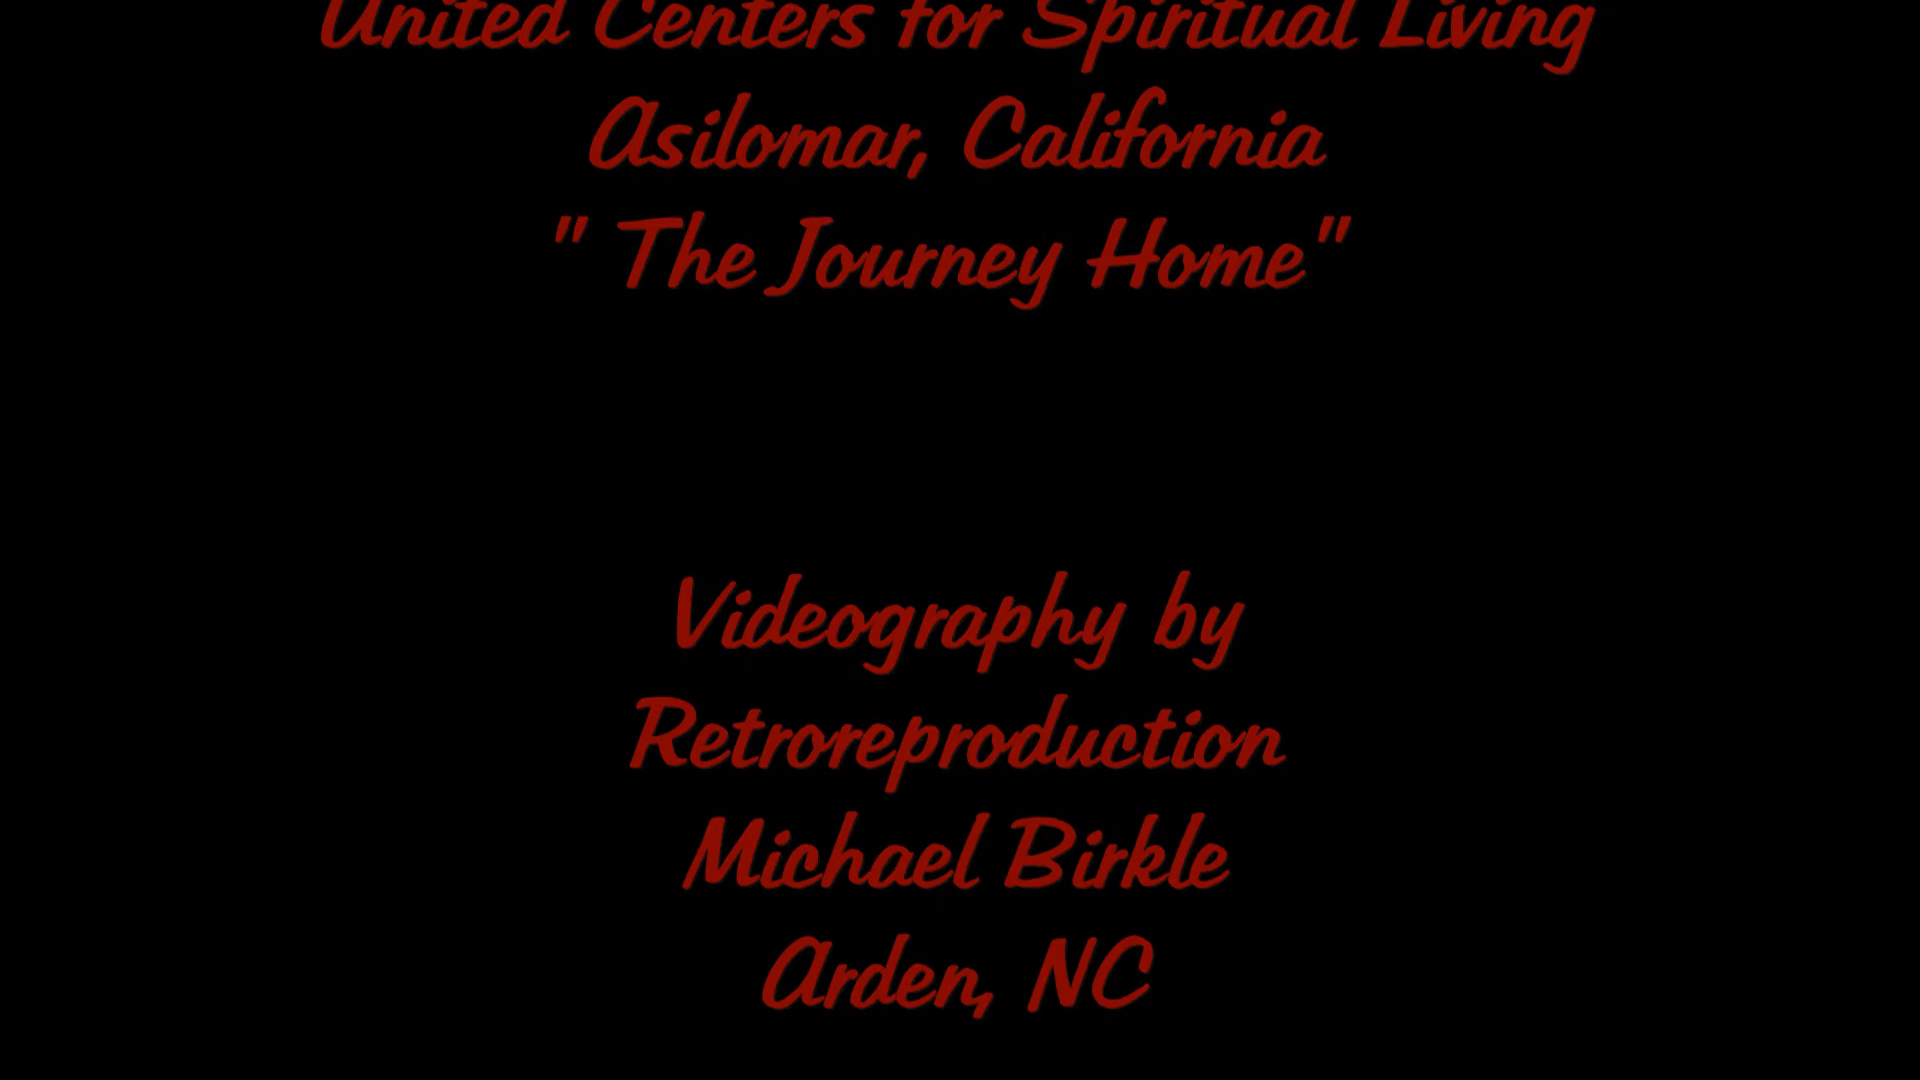 United Centers for Spiritual Living
Asilomar, California
" The Journey Home"
Videography by
Retroreproduction
Michael Birkle
Arden, NC